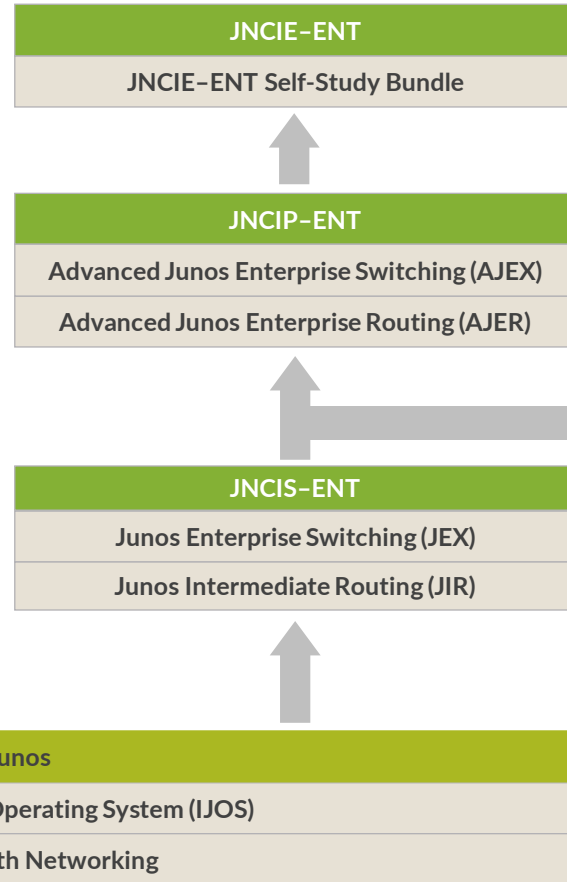 JNCIE–ENT
JNCIE–ENT Self-Study Bundle
JNCIP–ENT
Advanced Junos Enterprise Switching (AJEX)
Advanced Junos Enterprise Routing (AJER)
JNCIS–ENT
Junos Enterprise Switching (JEX)
Junos Intermediate Routing (JIR)
unos
Operating System (IJOS)
th Networking